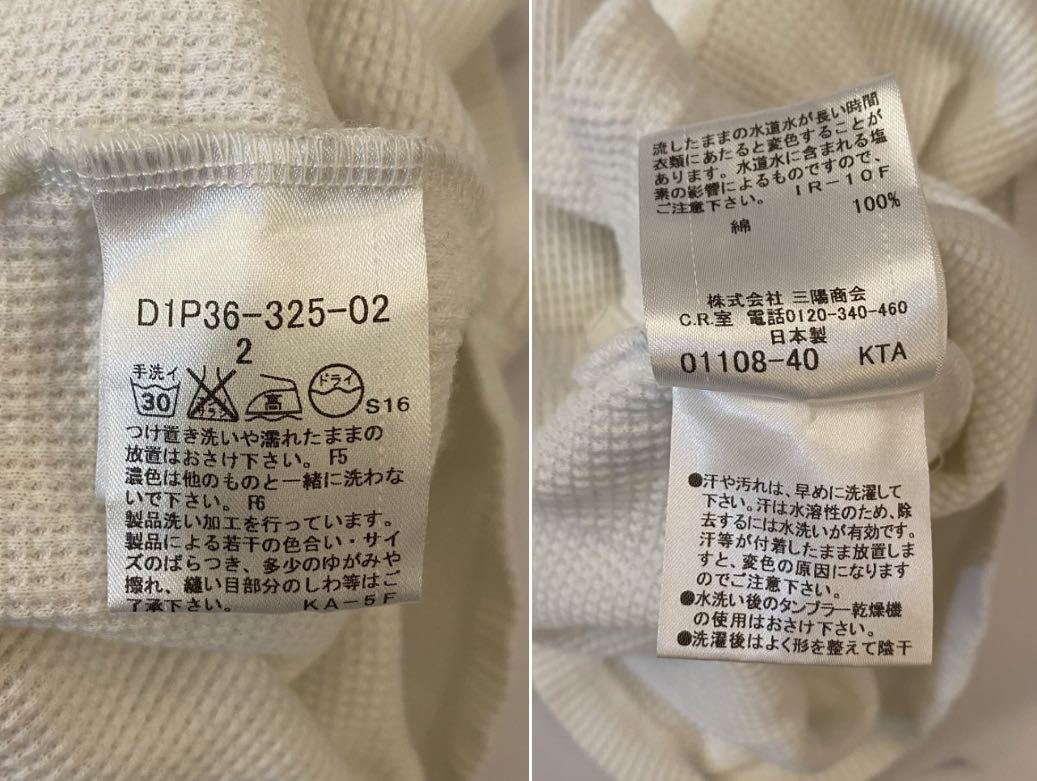 D1P36-325-02
2
手洗イ
30
エンソ
サラシ
高
ドライ
S16
つけ置き洗いや濡れたままの
放置はおさけ下さい。 F5
濃色は他のものと一緒に洗わな
いで下さい。 F6
製品洗い加工を行っています。
製品による若干の色合い・サイ
ズのばらつき、多少のゆがみや
擦れ、縫い目部分のしわ等はご
了承下さい。 KA-5F
流したままの水道水が長い時間
衣類にあたると変色することが
あります。水道水に含まれる塩
素の影響によるものですので、
ご注意下さい。 IR-10F
綿 100%
株式会社 三陽商会
C.R.室 電話0120-340-460
日本製
01108-40 KTA
●汗や汚れは、早めに洗濯して
下さい。汗は水溶性のため、除
去するには水洗いが有効です。
汗等が付着したまま放置しま
すと、変色の原因になります
のでご注意下さい。
●水洗い後のタンブラー乾燥機
の使用はおさけ下さい。
●洗濯後はよく形を整えて陰干